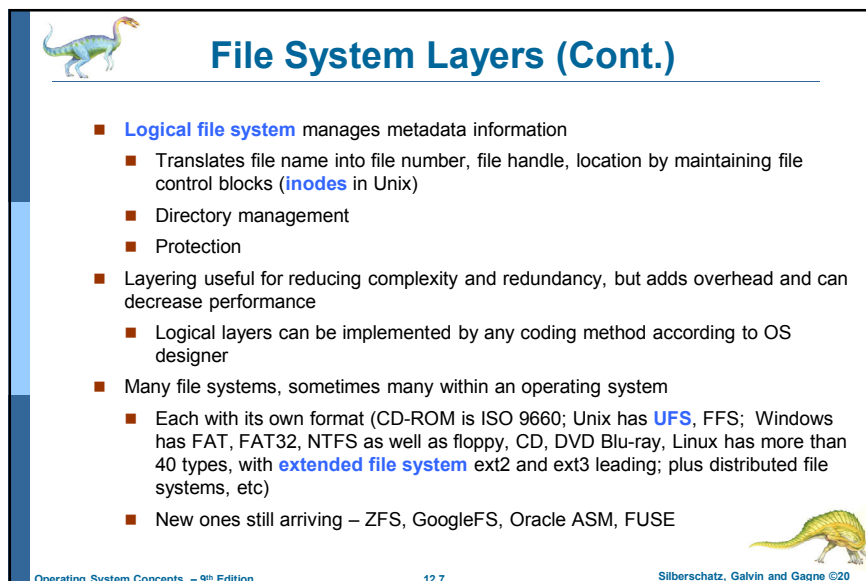 File System Layers (Cont.)
Logical file system manages metadata information
Translates file name into file number, file handle, location by maintaining file
control blocks (inodes in Unix)
Directory management
Protection
Layering useful for reducing complexity and redundancy, but adds overhead and can
decrease performance
Logical layers can be implemented by any coding method according to OS
designer
Many file systems, sometimes many within an operating system
Each with its own format (CD-ROM is ISO 9660; Unix has UFS, FFS; Windows
has FAT, FAT32, NTFS as well as floppy, CD, DVD Blu-ray, Linux has more than
40 types, with extended file system ext2 and ext3 leading; plus distributed file
systems, etc)
New ones still arriving – ZFS, GoogleFS, Oracle ASM, FUSE
Operating System Concepts – 9th Edition 12.7 Silberschatz, Galvin and Gagne ©20